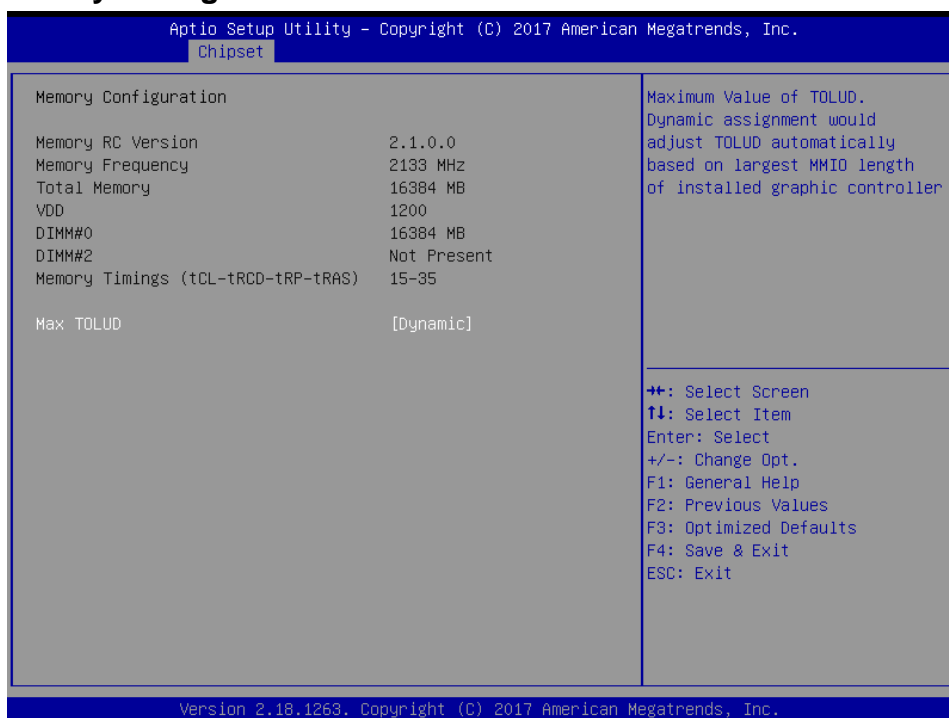 Aptio Setup Utility – Copyright (C) 2017 American Megatrends, Inc.
Chipset
Memory Configuration
Memory RC Version 2.1.0.0
Memory Frequency 2133 MHz
Total Memory 16384 MB
VDD 1200
DIMM#0 16384 MB
DIMM#2 Not Present
Memory Timings (tCL-tRCD-tRP-tRAS) 15-35
Max TOLUD [Dynamic]
Maximum Value of TOLUD.
Dynamic assignment would
adjust TOLUD automatically
based on largest MMIO length
of installed graphic controller
→←: Select Screen
↑↓: Select Item
Enter: Select
+/-: Change Opt.
F1: General Help
F2: Previous Values
F3: Optimized Defaults
F4: Save & Exit
ESC: Exit
Version 2.18.1263. Copyright (C) 2017 American Megatrends, Inc.